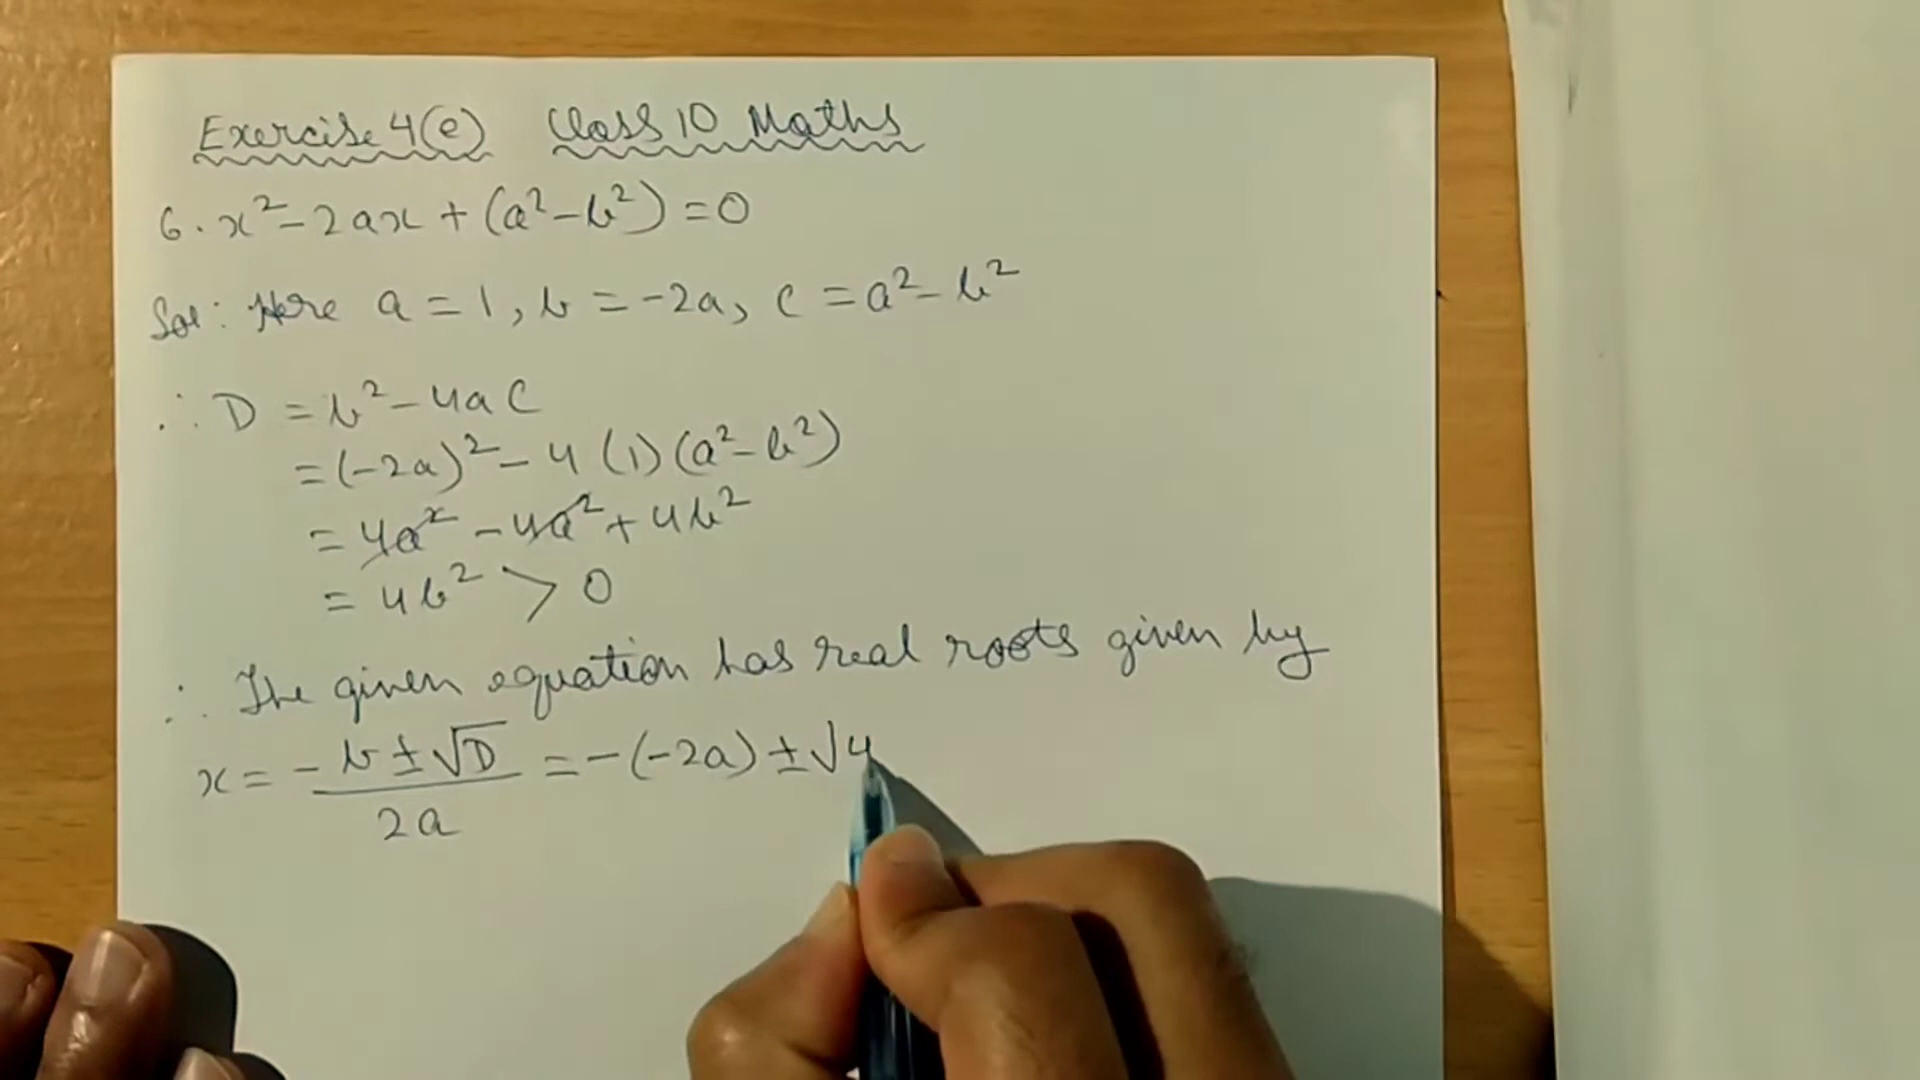 Exercise 4(e) Class 10 Maths
6. x² - 2ax + (a² - b²) = 0
Sol: Here a = 1, b = -2a, c = a² - b²
∴ D = b² - 4ac
= (-2a)² - 4 (1) (a² - b²)
= 4a² - 4a² + 4b²
= 4b² > 0
∴ The given equation has real roots given by
x = (-b ± √D) / 2a = -(-2a) ± √4